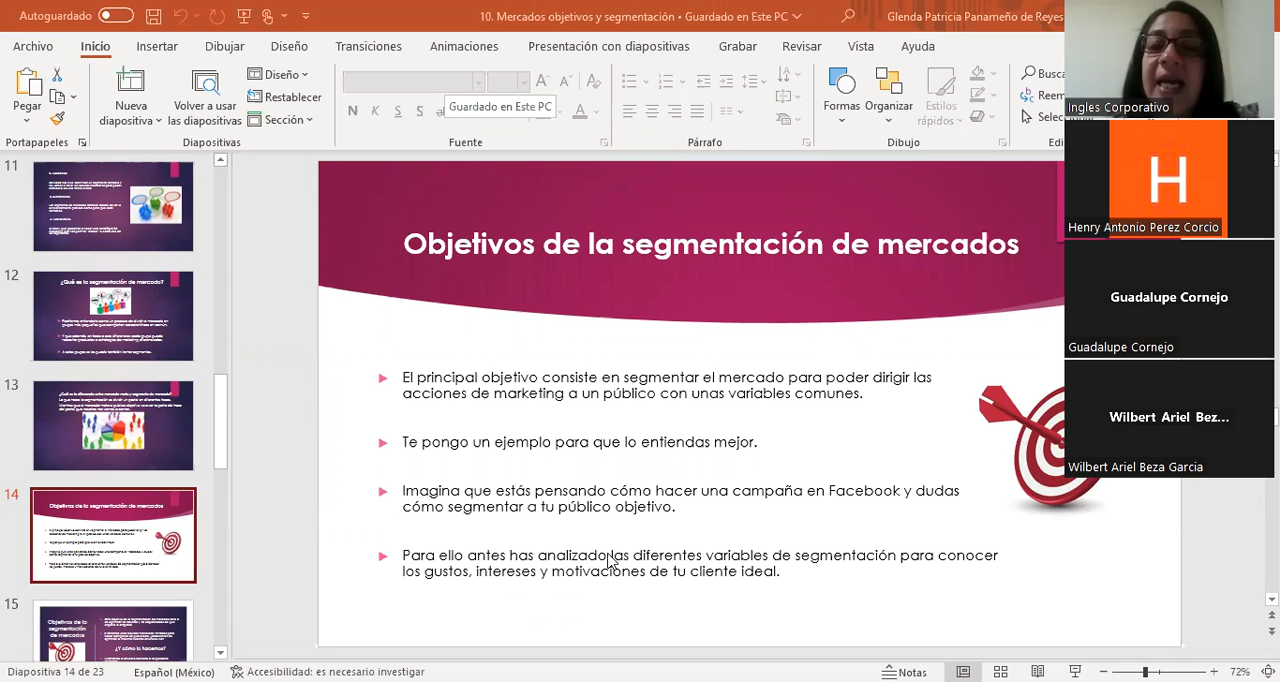 Autoguardado
10. Mercados objetivos y segmentación • Guardado en Este PC
Glenda Patricia Panameño de Reyes
Archivo Inicio Insertar Dibujar Diseño Transiciones Animaciones Presentación con diapositivas Grabar Revisar Vista Ayuda
Pegar
Portapapeles
Nueva
diapositiva
Volver a usar
las diapositivas
Diseño
Restablecer
Sección
Diapositivas
N K S S
Guardado en Este PC
Fuente
Párrafo
Formas
Organizar
Estilos
rápidos
Dibujo
Busca
Reem
Selec
Edi
Ingles Corporativo
H
Henry Antonio Perez Corcio
Guadalupe Cornejo
Guadalupe Cornejo
Wilbert Ariel Bez...
Wilbert Ariel Beza Garcia
11
12
¿Qué es la segmentación de mercado?
13
14
Objetivos de la segmentación de mercados
15
Objetivos de la
segmentación
de mercados
¿Y cómo lo hacemos?
Objetivos de la segmentación de mercados
El principal objetivo consiste en segmentar el mercado para poder dirigir las
acciones de marketing a un público con unas variables comunes.
Te pongo un ejemplo para que lo entiendas mejor.
Imagina que estás pensando cómo hacer una campaña en Facebook y dudas
cómo segmentar a tu público objetivo.
Para ello antes ha analizado las diferentes variables de segmentación para conocer
los gustos, intereses y motivaciones de tu cliente ideal.
Diapositiva 14 de 23
Español (México)
Accesibilidad: es necesario investigar
Notas
72%